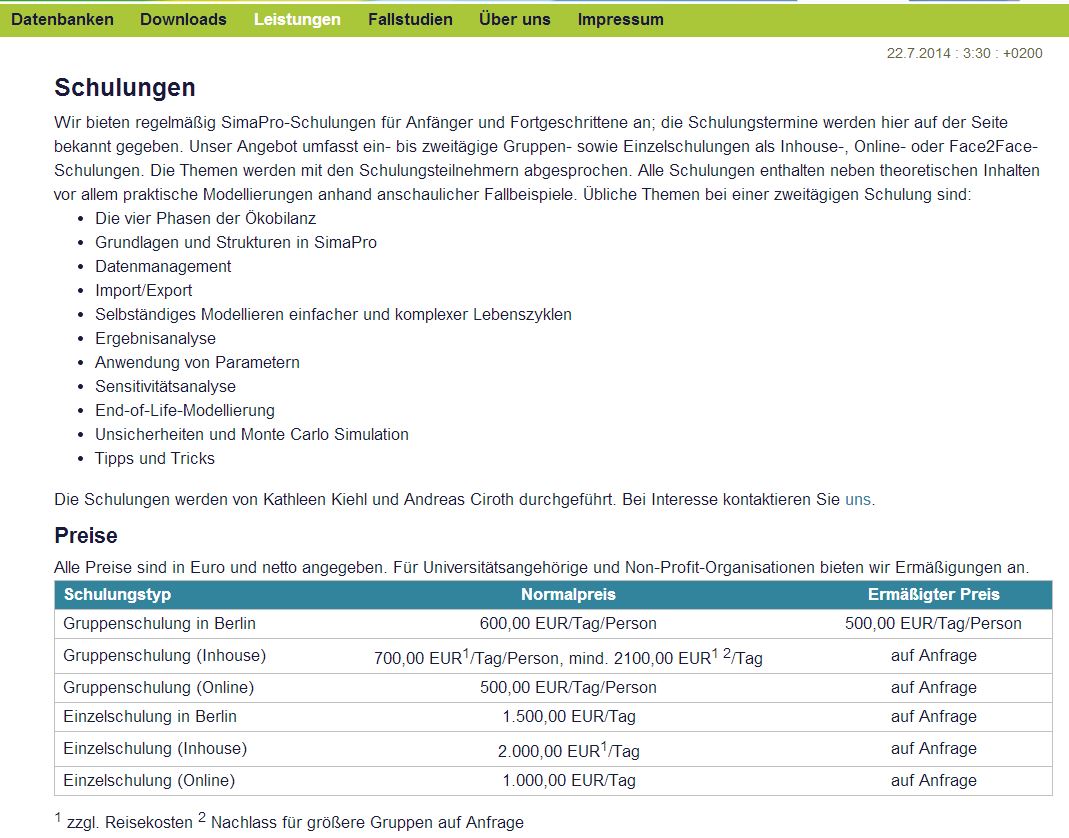 Datenbanken Downloads Leistungen Fallstudien Über uns Impressum
22.7.2014 : 3:30 : +0200
Schulungen
Wir bieten regelmäßig SimaPro-Schulungen für Anfänger und Fortgeschrittene an; die Schulungstermine werden hier auf der Seite
bekannt gegeben. Unser Angebot umfasst ein- bis zweitägige Gruppen- sowie Einzelschulungen als Inhouse-, Online- oder Face2Face-
Schulungen. Die Themen werden mit den Schulungsteilnehmern abgesprochen. Alle Schulungen enthalten neben theoretischen Inhalten
vor allem praktische Modellierungen anhand anschaulicher Fallbeispiele. Übliche Themen bei einer zweitägigen Schulung sind:
• Die vier Phasen der Ökobilanz
• Grundlagen und Strukturen in SimaPro
• Datenmanagement
• Import/Export
• Selbständiges Modellieren einfacher und komplexer Lebenszyklen
• Ergebnisanalyse
• Anwendung von Parametern
• Sensitivitätsanalyse
• End-of-Life-Modellierung
• Unsicherheiten und Monte Carlo Simulation
• Tipps und Tricks
Die Schulungen werden von Kathleen Kiehl und Andreas Ciroth durchgeführt. Bei Interesse kontaktieren Sie uns.
Preise
Alle Preise sind in Euro und netto angegeben. Für Universitätsangehörige und Non-Profit-Organisationen bieten wir Ermäßigungen an.
Schulungstyp Normalpreis Ermäßigter Preis
Gruppenschulung in Berlin 600,00 EUR/Tag/Person 500,00 EUR/Tag/Person
Gruppenschulung (Inhouse) 700,00 EUR¹/Tag/Person, mind. 2100,00 EUR¹ ²/Tag auf Anfrage
Gruppenschulung (Online) 500,00 EUR/Tag/Person auf Anfrage
Einzelschulung in Berlin 1.500,00 EUR/Tag auf Anfrage
Einzelschulung (Inhouse) 2.000,00 EUR¹/Tag auf Anfrage
Einzelschulung (Online) 1.000,00 EUR/Tag auf Anfrage
¹ zzgl. Reisekosten ² Nachlass für größere Gruppen auf Anfrage